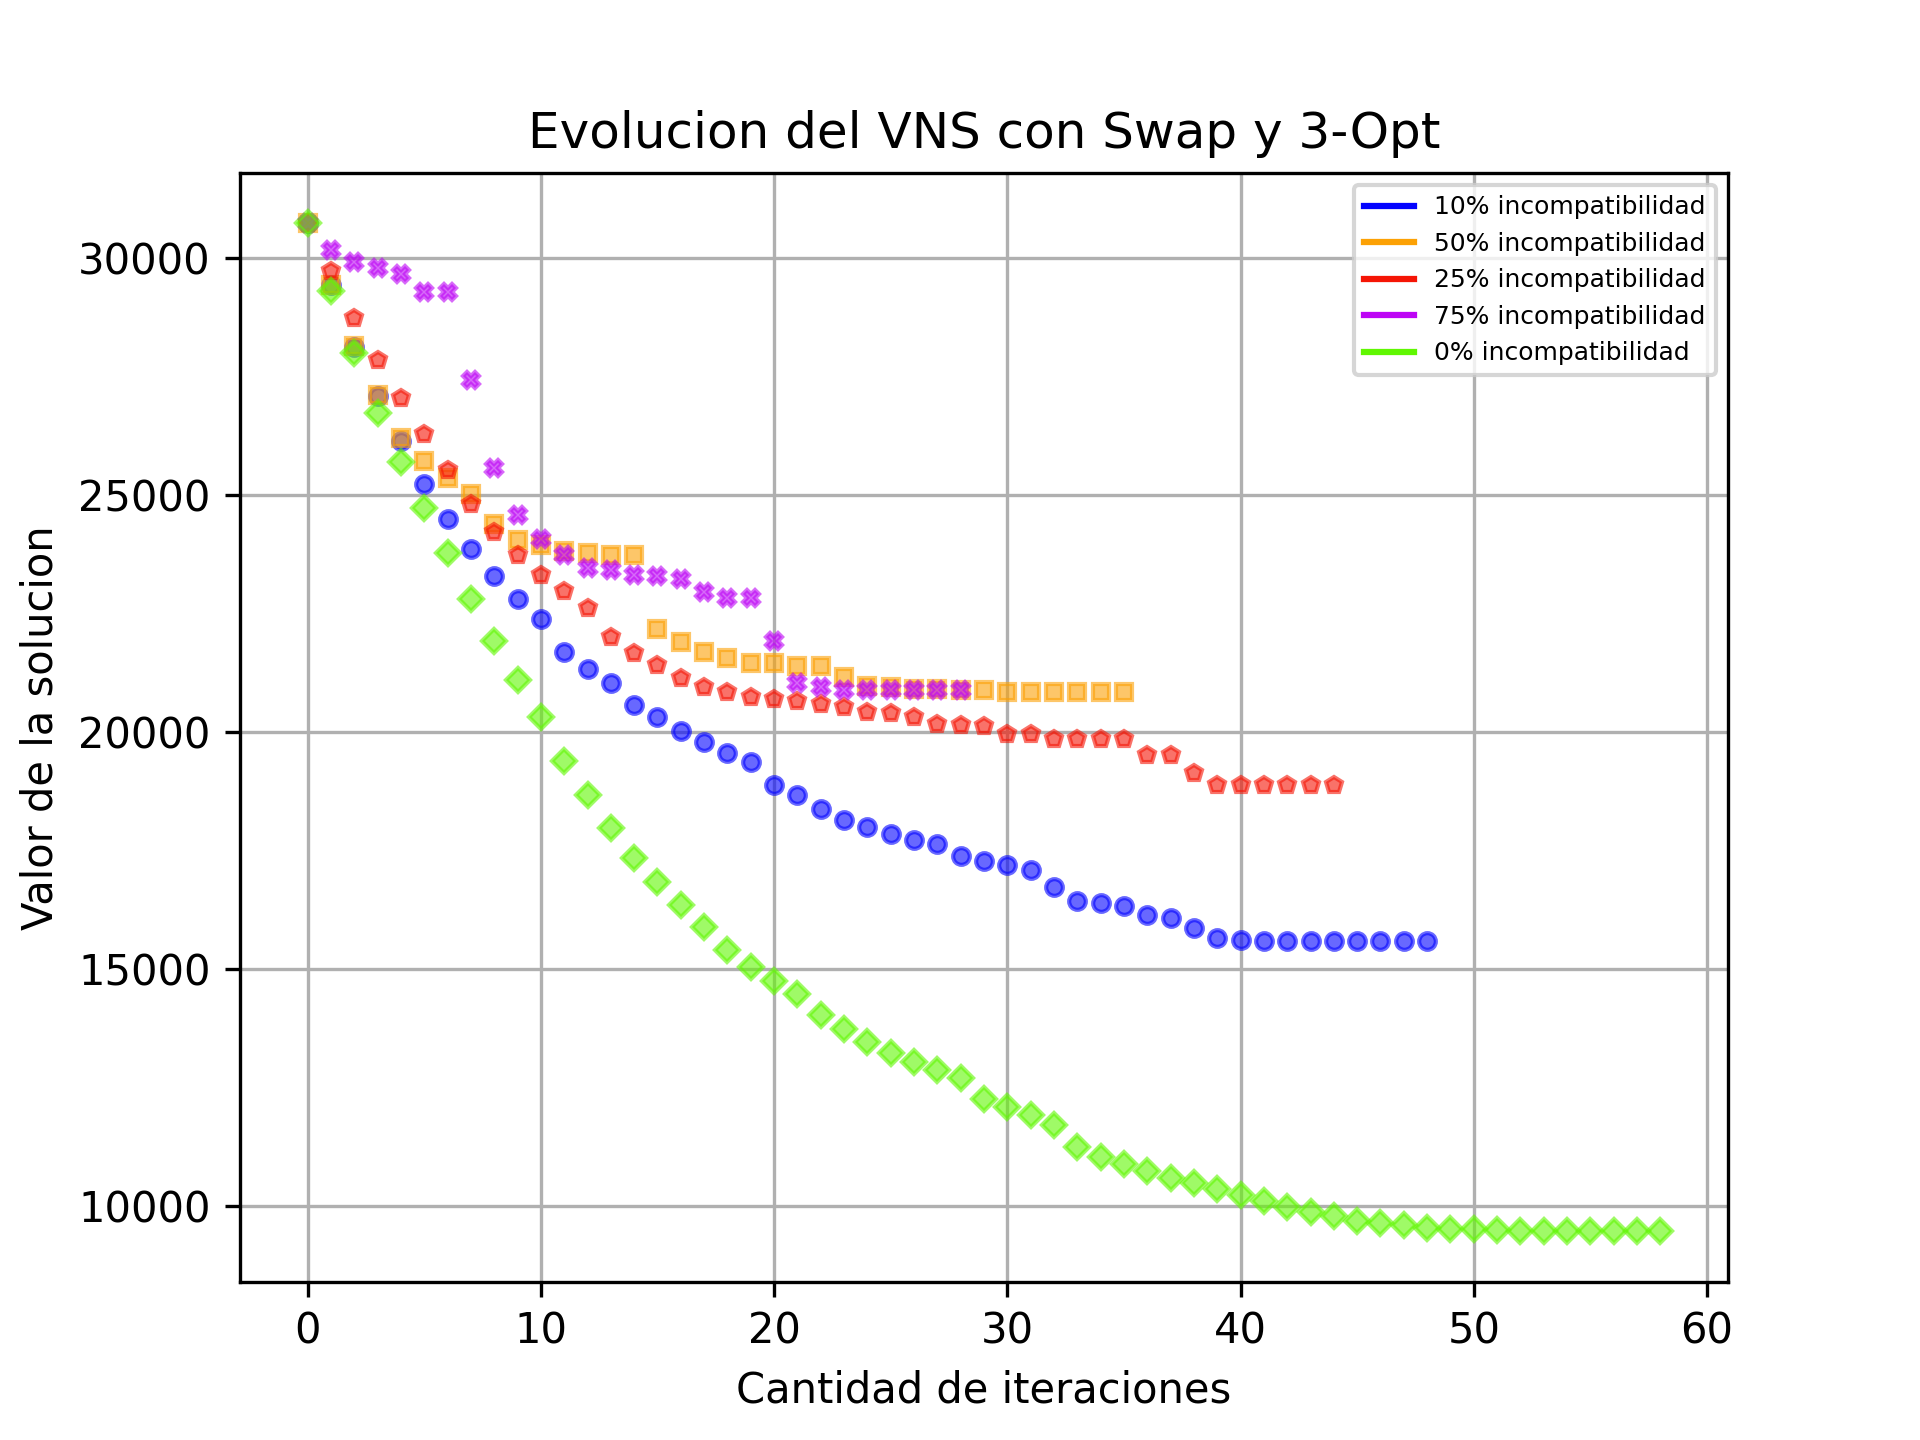 Evolucion del VNS con Swap y 3-Opt
10% incompatibilidad
50% incompatibilidad
25% incompatibilidad
75% incompatibilidad
0% incompatibilidad
Valor de la solucion
30000
25000
20000
15000
10000
0 10 20 30 40 50 60
Cantidad de iteraciones